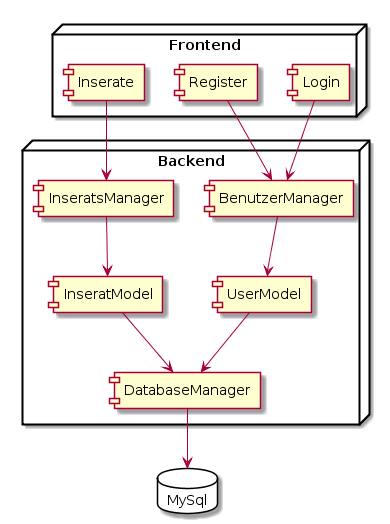 Frontend
Inserate
Register
Login
Backend
InseratsManager
BenutzerManager
InseratModel
UserModel
DatabaseManager
MySql